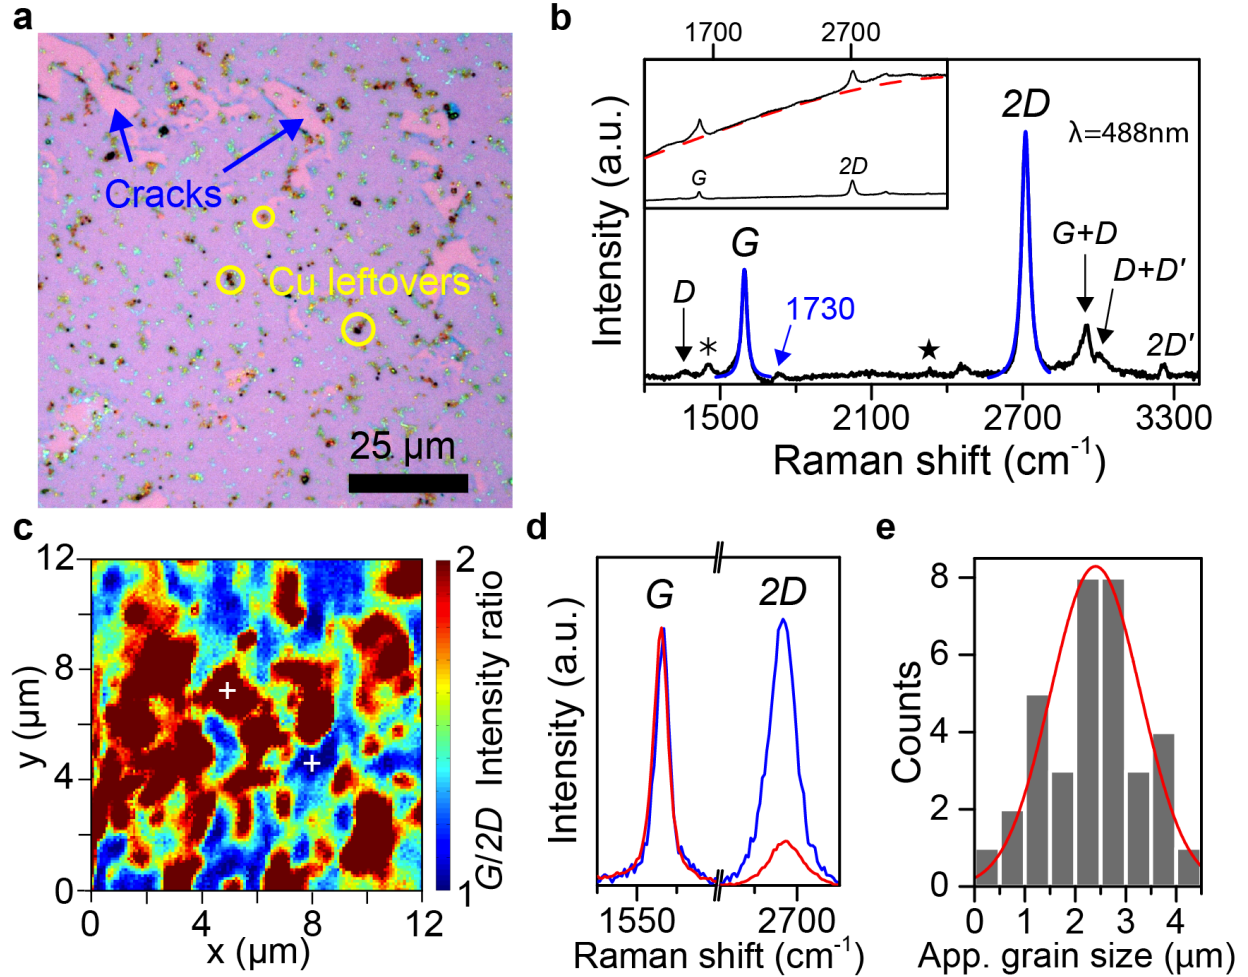 a
Cracks
Cu leftovers
25 µm
b
1700 2700
G 2D
Intensity (a.u.)
2D
λ=488nm
G
D
*
1730
★
G+D
D+D'
2D'
1500 2100 2700 3300
Raman shift (cm-1)
c
12
8
4
0
y (µm)
0 4 8 12
x (µm)
2
1
G/2D Intensity ratio
d
G 2D
Intensity (a.u.)
1550 2700
Raman shift (cm-1)
e
8
6
4
2
0
Counts
0 1 2 3 4
App. grain size (µm)